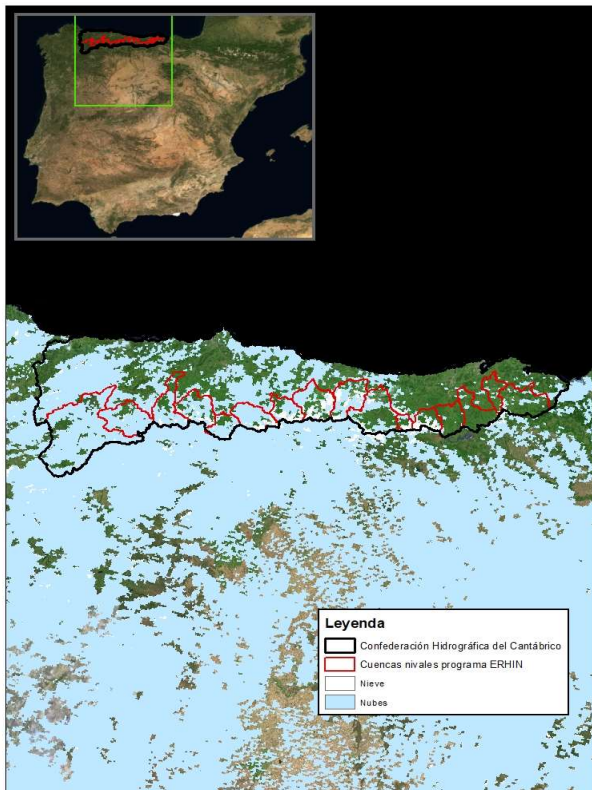 Leyenda
Confederación Hidrográfica del Cantábrico
Cuencas nivales programa ERHIN
Nieve
Nubes